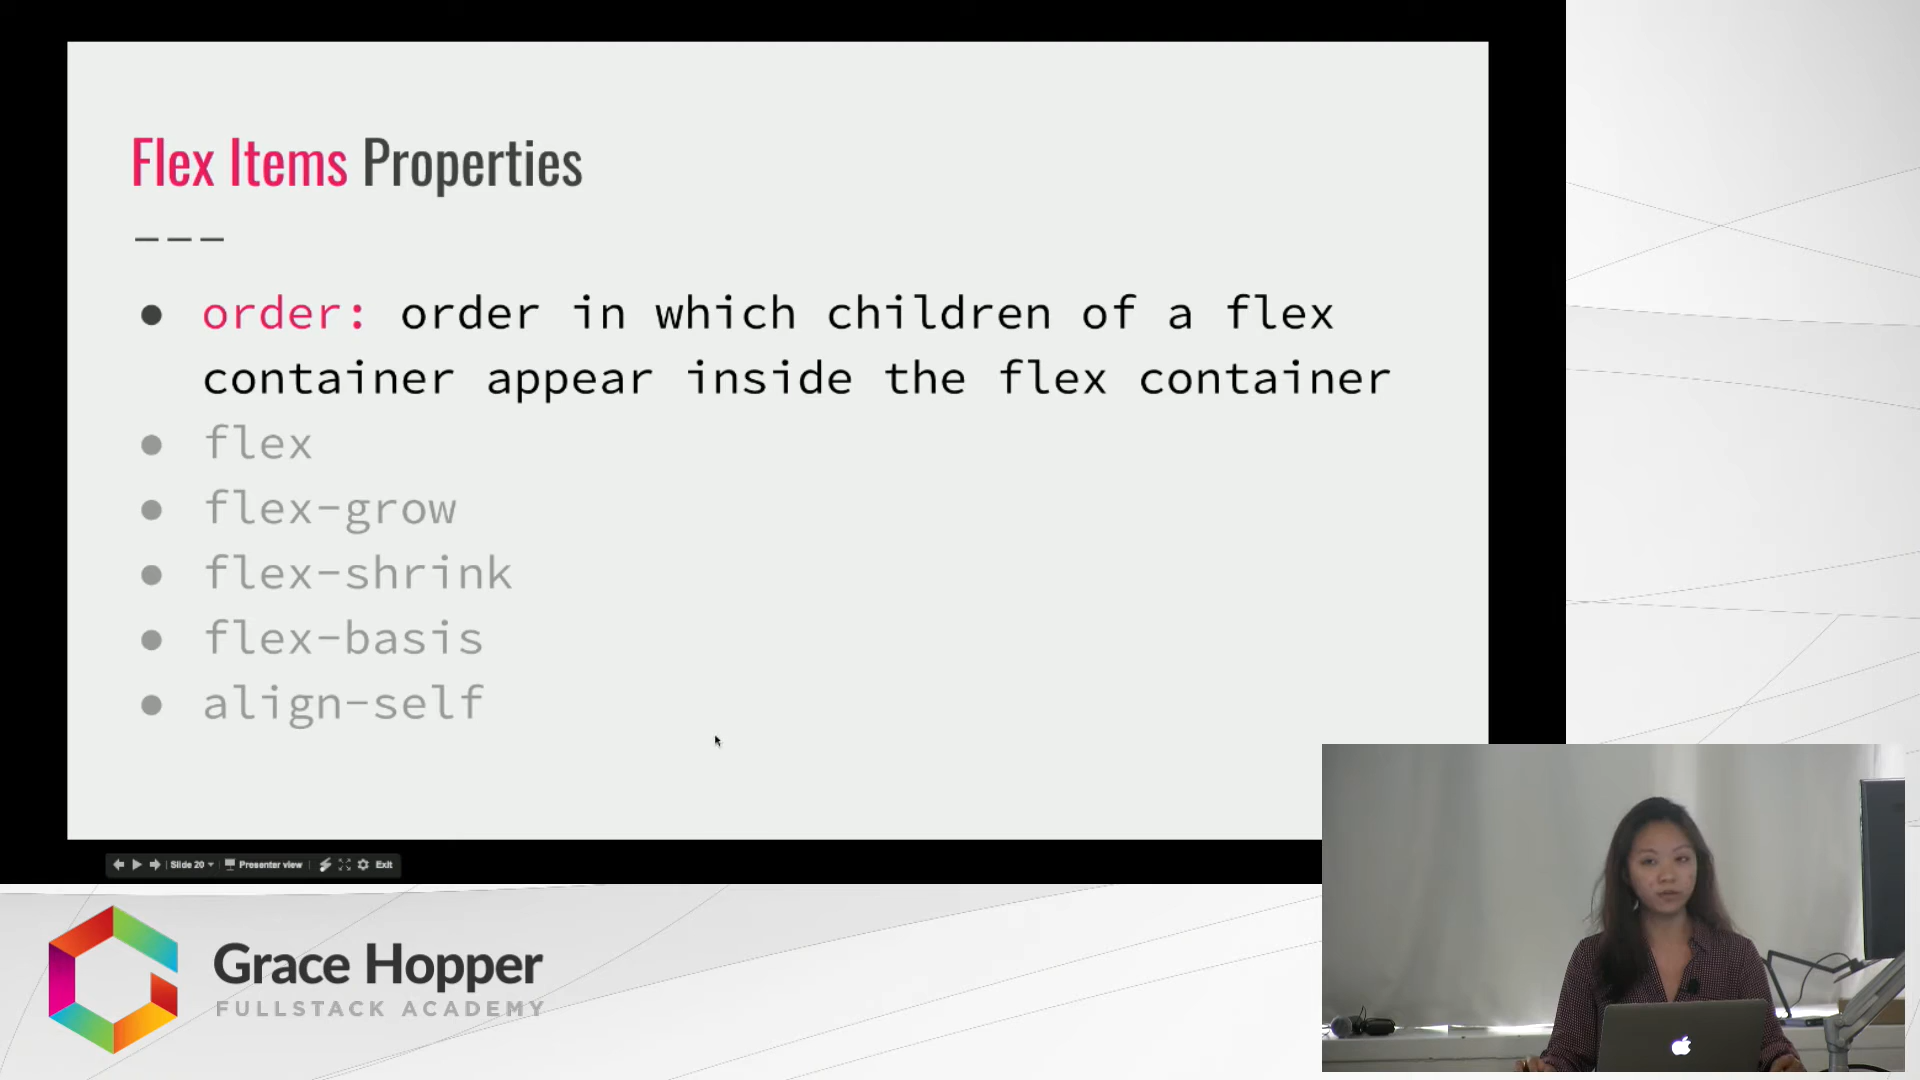 Flex Items Properties
---
● order: order in which children of a flex
container appear inside the flex container
● flex
● flex-grow
● flex-shrink
● flex-basis
● align-self
Slide 20
Presenter view
Exit
Grace Hopper
FULLSTACK ACADEMY